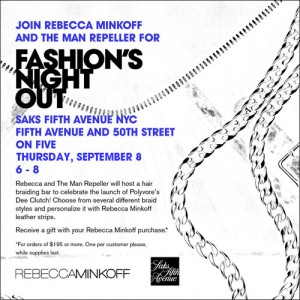 JOIN REBECCA MINKOFF
AND THE MAN REPELLER FOR
FASHION'S
NIGHT
OUT
SAKS FIFTH AVENUE NYC
FIFTH AVENUE AND 50TH STREET
ON FIVE
THURSDAY, SEPTEMBER 8
6 - 8
Rebecca and The Man Repeller will host a hair
braiding bar to celebrate the launch of Polyvore's
Dee Clutch! Choose from several different braid
styles and personalize it with Rebecca Minkoff
leather strips.
Receive a gift with your Rebecca Minkoff purchase.*
*For orders of $195 or more. One per customer please,
while supplies last.
REBECCAMINKOFF
Saks
Fifth
Avenue